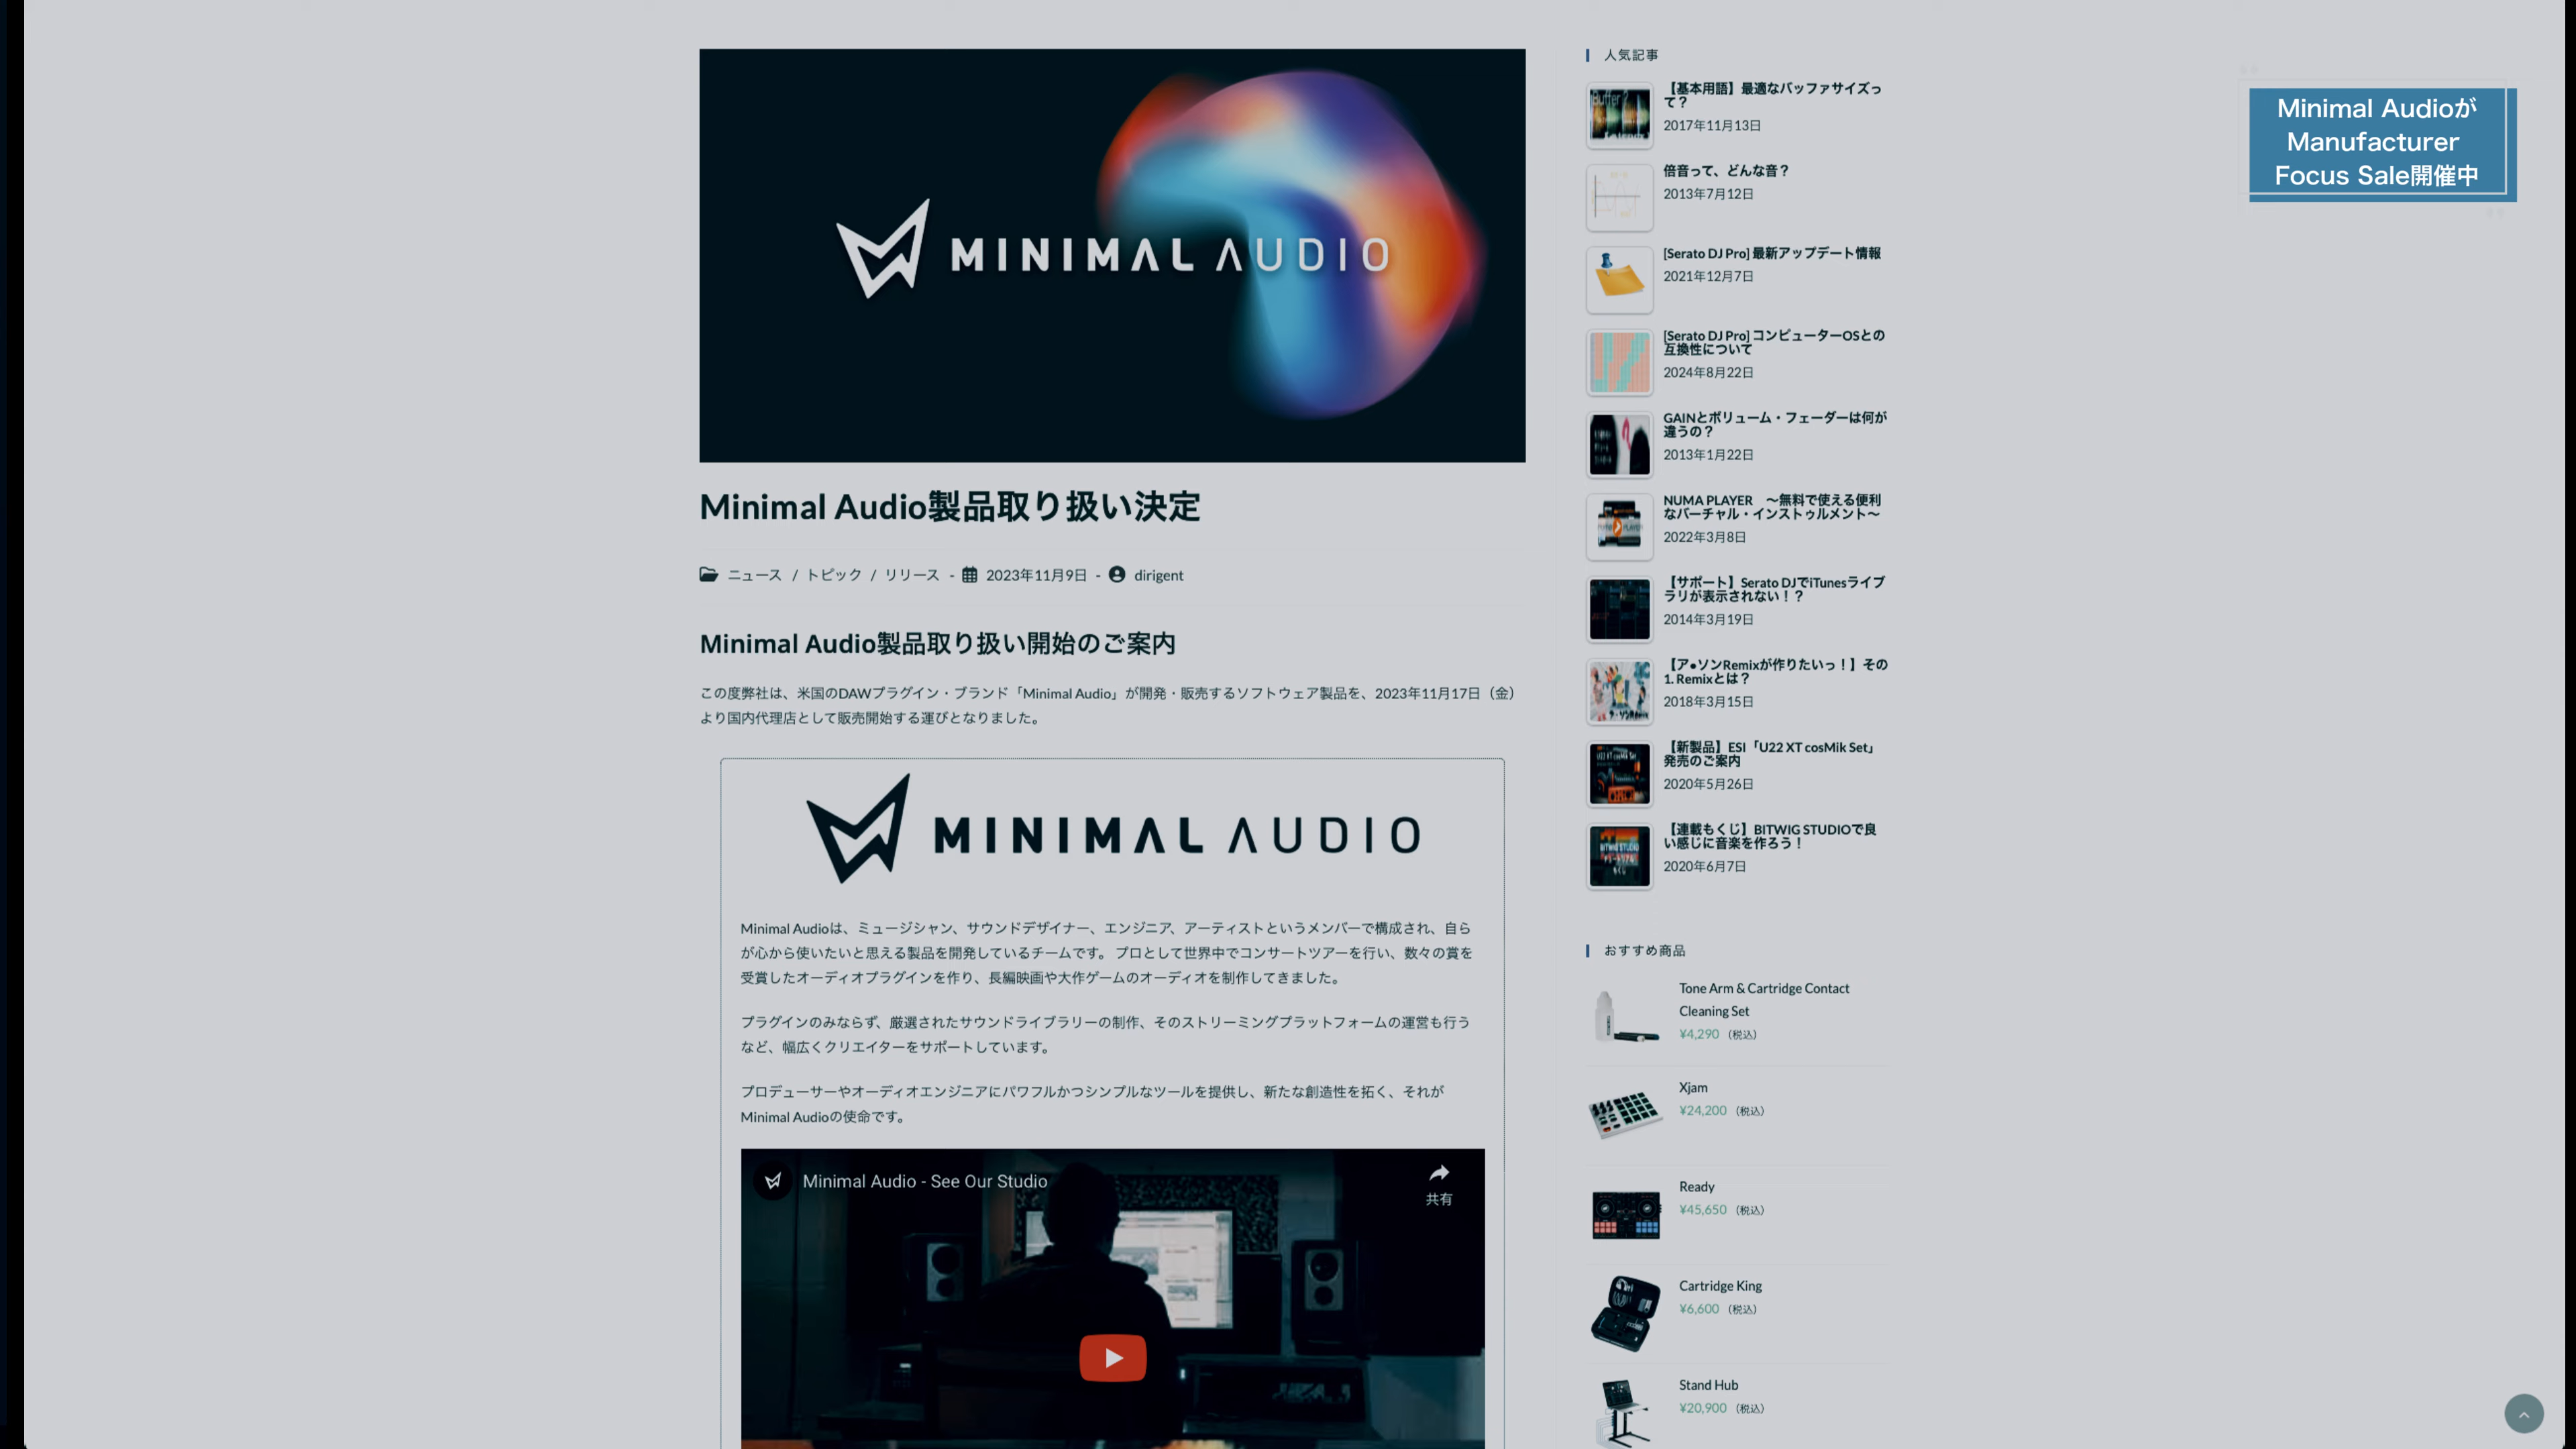 MINIMAL AUDIO
Minimal Audio製品取り扱い決定
ニュース / トピック / リリース - 2023年11月9日 - dirigent
Minimal Audio製品取り扱い開始のご案内
この度弊社は、米国のDAWプラグイン・ブランド「Minimal Audio」が開発・販売するソフトウェア製品を、2023年11月17日（金）
より国内代理店として販売開始する運びとなりました。
MINIMAL AUDIO
Minimal Audioは、ミュージシャン、サウンドデザイナー、エンジニア、アーティストというメンバーで構成され、自ら
が心から使いたいと思える製品を開発しているチームです。 プロとして世界中でコンサートツアーを行い、数々の賞を
受賞したオーディオプラグインを作り、長編映画や大作ゲームのオーディオを制作してきました。
プラグインのみならず、厳選されたサウンドライブラリーの制作、そのストリーミングプラットフォームの運営も行う
など、幅広くクリエイターをサポートしています。
プロデューサーやオーディオエンジニアにパワフルかつシンプルなツールを提供し、新たな創造性を拓く、それが
Minimal Audioの使命です。
Minimal Audio - See Our Studio
共有
人気記事
【基本用語】最適なバッファサイズっ
て？
2017年11月13日
倍音って、どんな音？
2013年7月12日
[Serato DJ Pro] 最新アップデート情報
2021年12月7日
[Serato DJ Pro] コンピューターOSとの
互換性について
2024年8月22日
GAINとボリューム・フェーダーは何が
違うの？
2013年1月22日
NUMA PLAYER　〜無料で使える便利
なバーチャル・インストゥルメント〜
2022年3月8日
【サポート】Serato DJでiTunesライブ
ラリが表示されない！？
2014年3月19日
【ア●ソンRemixが作りたいっ！】その
1. Remixとは？
2018年3月15日
【新製品】ESI「U22 XT cosMik Set」
発売のご案内
2020年5月26日
【連載もくじ】BITWIG STUDIOで良
い感じに音楽を作ろう！
2020年6月7日
おすすめ商品
Tone Arm & Cartridge Contact
Cleaning Set
¥4,290 （税込）
Xjam
¥24,200 （税込）
Ready
¥45,650 （税込）
Cartridge King
¥6,600 （税込）
Stand Hub
¥20,900 （税込）
Minimal Audioが
Manufacturer
Focus Sale開催中